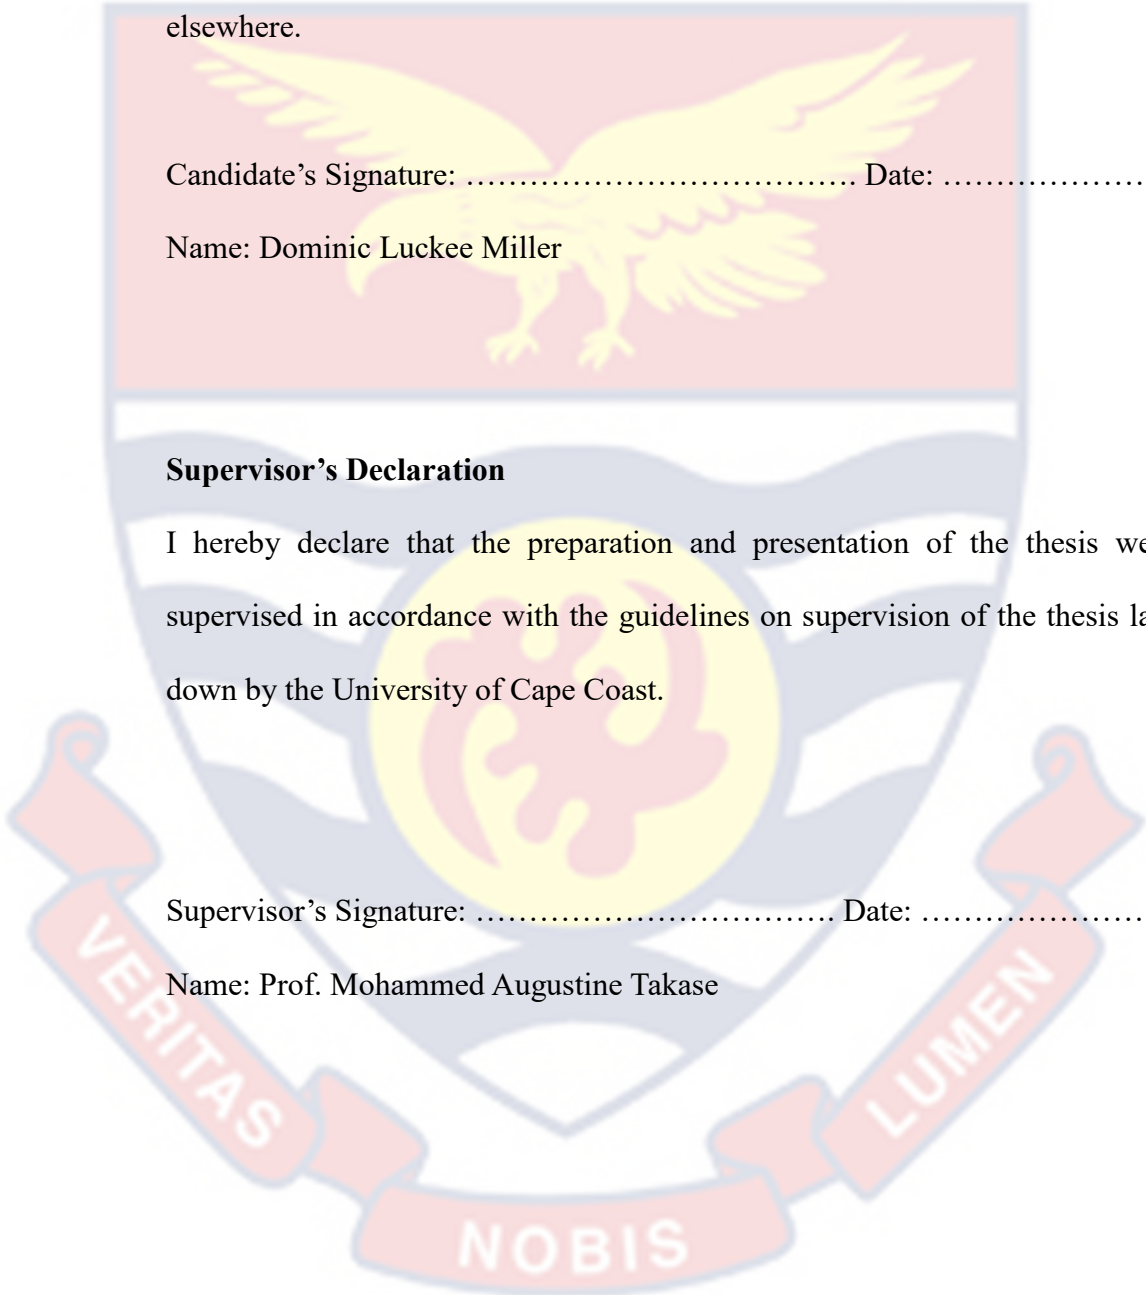 elsewhere.
Candidate’s Signature: …………………………………. Date: …………………
Name: Dominic Luckee Miller
Supervisor’s Declaration
I hereby declare that the preparation and presentation of the thesis we
supervised in accordance with the guidelines on supervision of the thesis la
down by the University of Cape Coast.
Supervisor’s Signature: ………………………………. Date: …………………
Name: Prof. Mohammed Augustine Takase
VERITAS
NOBIS
LUMEN